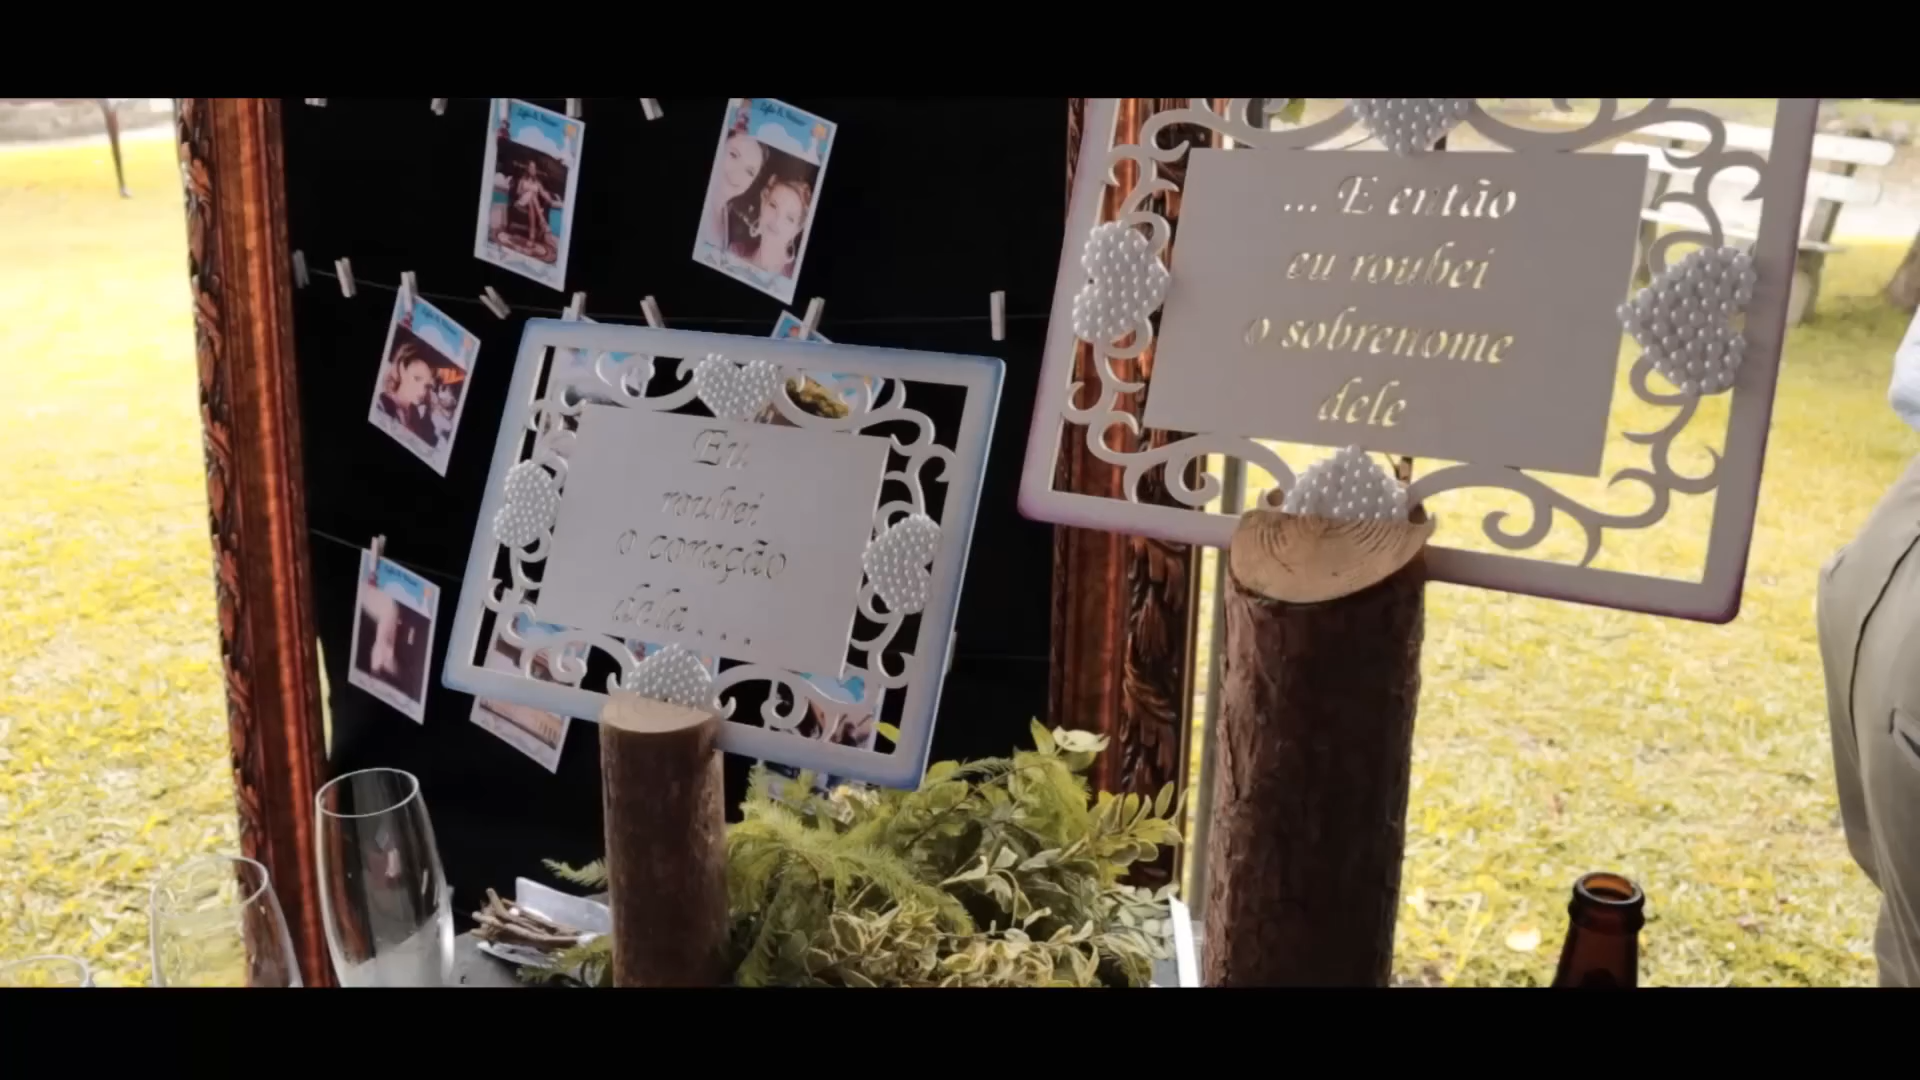 Eu
roubei
o coração
dela...
... E então
eu roubei
o sobrenome
dele